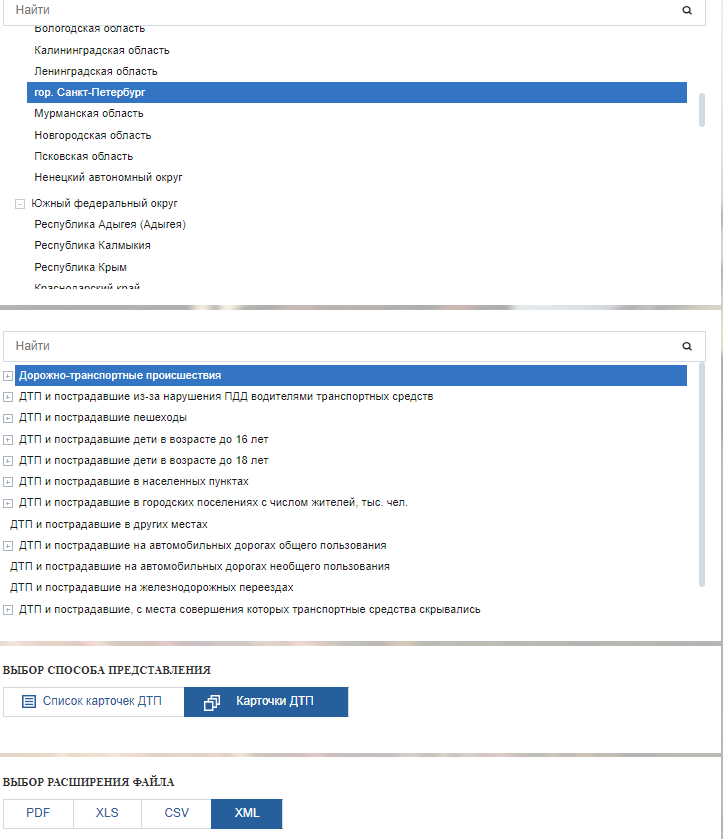 Найти
Вологодская область
Калининградская область
Ленинградская область
гор. Санкт-Петербург
Мурманская область
Новгородская область
Псковская область
Ненецкий автономный округ
Южный федеральный округ
Республика Адыгея (Адыгея)
Республика Калмыкия
Республика Крым
Краснодарский край
Найти
Дорожно-транспортные происшествия
ДТП и пострадавшие из-за нарушения ПДД водителями транспортных средств
ДТП и пострадавшие пешеходы
ДТП и пострадавшие дети в возрасте до 16 лет
ДТП и пострадавшие дети в возрасте до 18 лет
ДТП и пострадавшие в населенных пунктах
ДТП и пострадавшие в городских поселениях с числом жителей, тыс. чел.
ДТП и пострадавшие в других местах
ДТП и пострадавшие на автомобильных дорогах общего пользования
ДТП и пострадавшие на автомобильных дорогах необщего пользования
ДТП и пострадавшие на железнодорожных переездах
ДТП и пострадавшие, с места совершения которых транспортные средства скрывались
ВЫБОР СПОСОБА ПРЕДСТАВЛЕНИЯ
Список карточек ДТП Карточки ДТП
ВЫБОР РАСШИРЕНИЯ ФАЙЛА
PDF XLS CSV XML